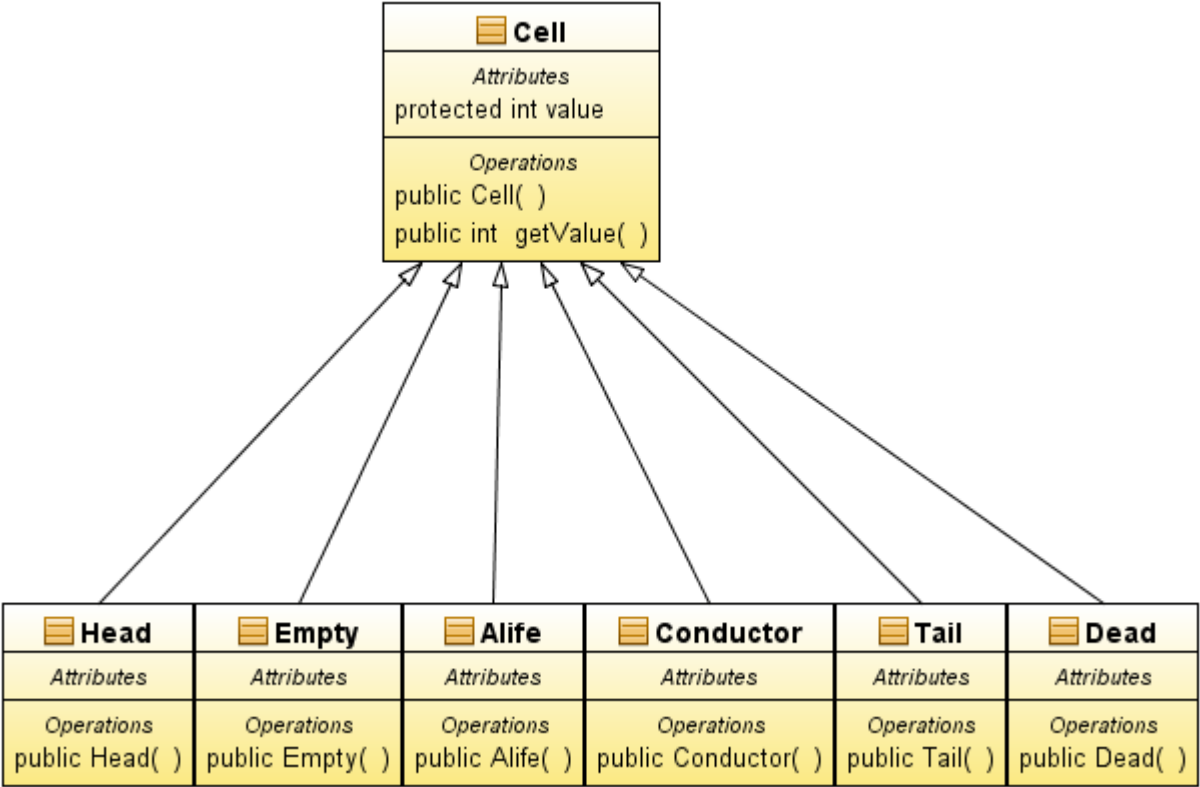 Cell
Attributes
protected int value
Operations
public Cell( )
public int getValue( )
Head
Attributes
Operations
public Head( )
Empty
Attributes
Operations
public Empty( )
Alife
Attributes
Operations
public Alife( )
Conductor
Attributes
Operations
public Conductor( )
Tail
Attributes
Operations
public Tail( )
Dead
Attributes
Operations
public Dead( )